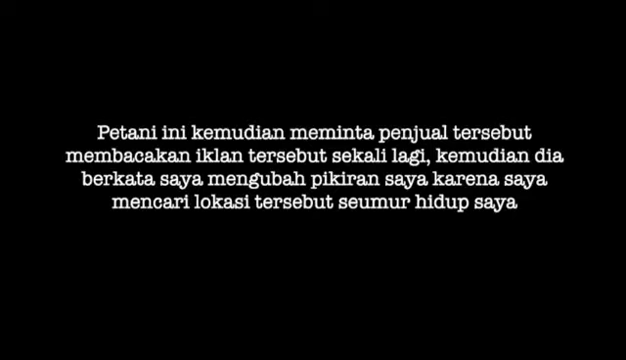 Petani ini kemudian meminta penjual tersebut
membacakan iklan tersebut sekali lagi, kemudian dia
berkata saya mengubah pikiran saya karena saya
mencari lokasi tersebut seumur hidup saya